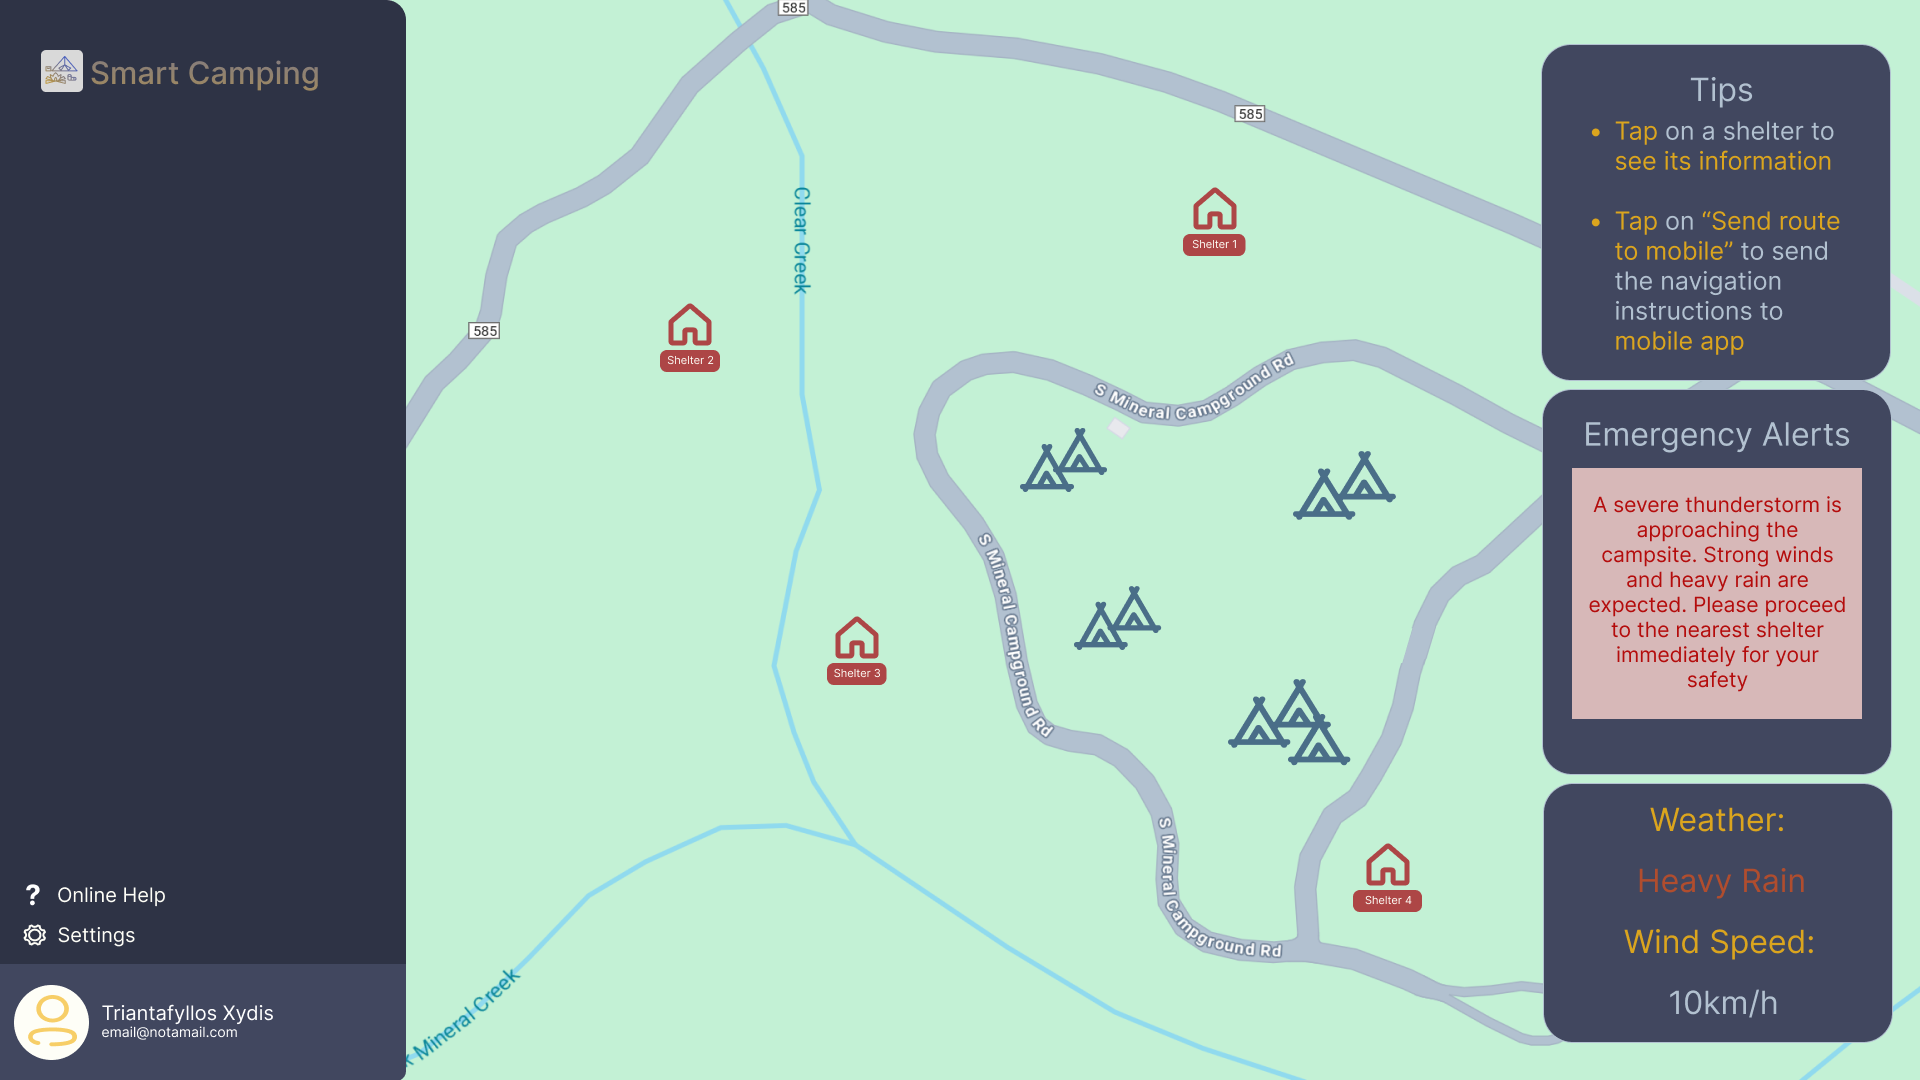 Smart Camping
Online Help
Settings
Triantafyllos Xydis
email@notamail.com
585
585
585
Clear Creek
Shelter 1
Shelter 2
S Mineral Campground Rd
S Mineral Campground Rd
Shelter 3
S Mineral Campground Rd
Shelter 4
k Mineral Creek
Tips
• Tap on a shelter to
see its information
• Tap on “Send route
to mobile” to send
the navigation
instructions to
mobile app
Emergency Alerts
A severe thunderstorm is
approaching the
campsite. Strong winds
and heavy rain are
expected. Please proceed
to the nearest shelter
immediately for your
safety
Weather:
Heavy Rain
Wind Speed:
10km/h